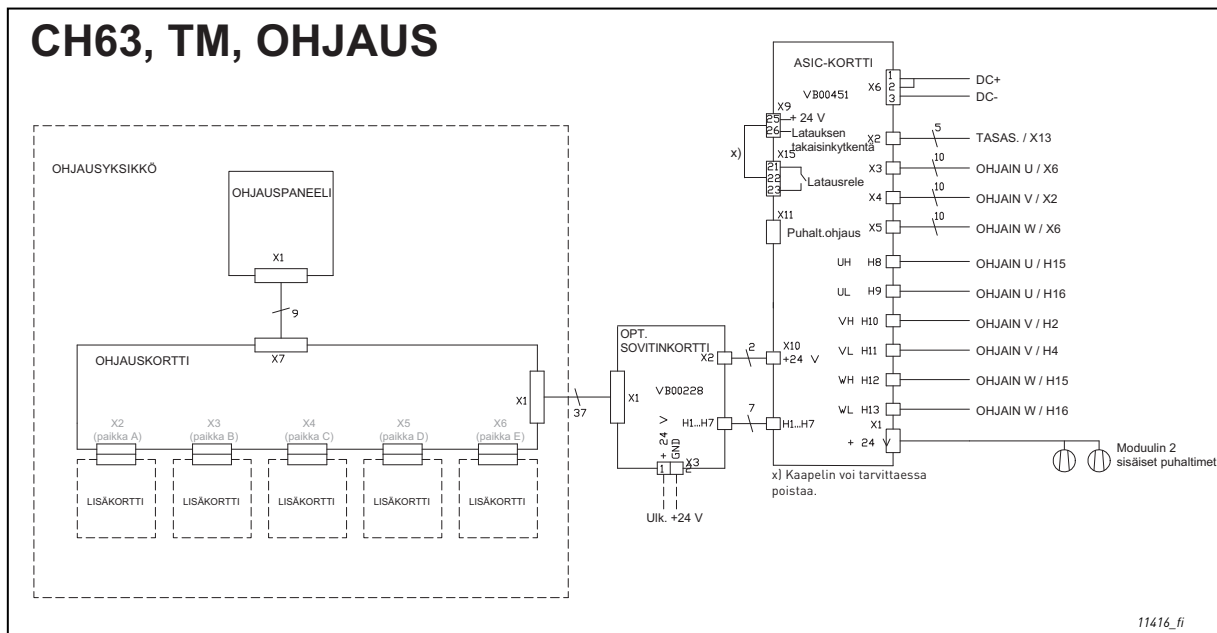 CH63, TM, OHJAUS
OHJAUSYKSIKKÖ
OHJAUSPANEELI
X1
9
X7
OHJAUSKORTTI
X1
37
X2
(paikka A)
X3
(paikka B)
X4
(paikka C)
X5
(paikka D)
X6
(paikka E)
LISÄKORTTI
LISÄKORTTI
LISÄKORTTI
LISÄKORTTI
LISÄKORTTI
OPT.
SOVITINKORTTI
X2
2
X1
VB00228
H1...H7
7
+ 24 V
GND
1
2
X3
Ulk. +24 V
ASIC-KORTTI
VB00451
X6
1
2
3
DC+
DC-
X9
25
+ 24 V
26
Latauksen
takaisinkytkentä
x)
X15
21
22
23
Latausrele
X11
Puhalt.ohjaus
X10
+24 V
H1...H7
X2
5
TASAS. / X13
X3
10
OHJAIN U / X6
X4
10
OHJAIN V / X2
X5
10
OHJAIN W / X6
UH H8
OHJAIN U / H15
UL H9
OHJAIN U / H16
VH H10
OHJAIN V / H2
VL H11
OHJAIN V / H4
WH H12
OHJAIN W / H15
WL H13
OHJAIN W / H16
X1
+ 24 V
Moduulin 2
sisäiset puhaltimet
x) Kaapelin voi tarvittaessa
poistaa.
11416_fi